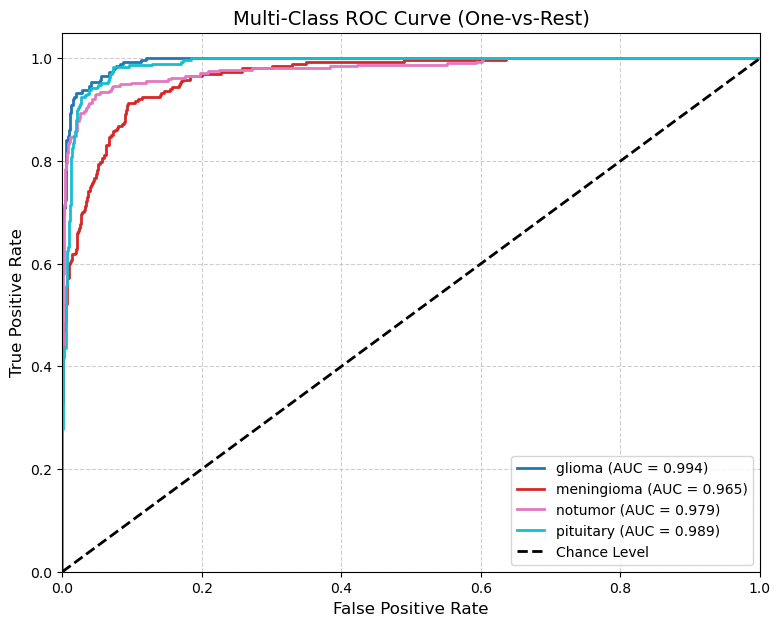 Multi-Class ROC Curve (One-vs-Rest)
True Positive Rate
1.0
0.8
0.6
0.4
0.2
0.0
glioma (AUC = 0.994)
meningioma (AUC = 0.965)
notumor (AUC = 0.979)
pituitary (AUC = 0.989)
Chance Level
0.0 0.2 0.4 0.6 0.8 1.0
False Positive Rate